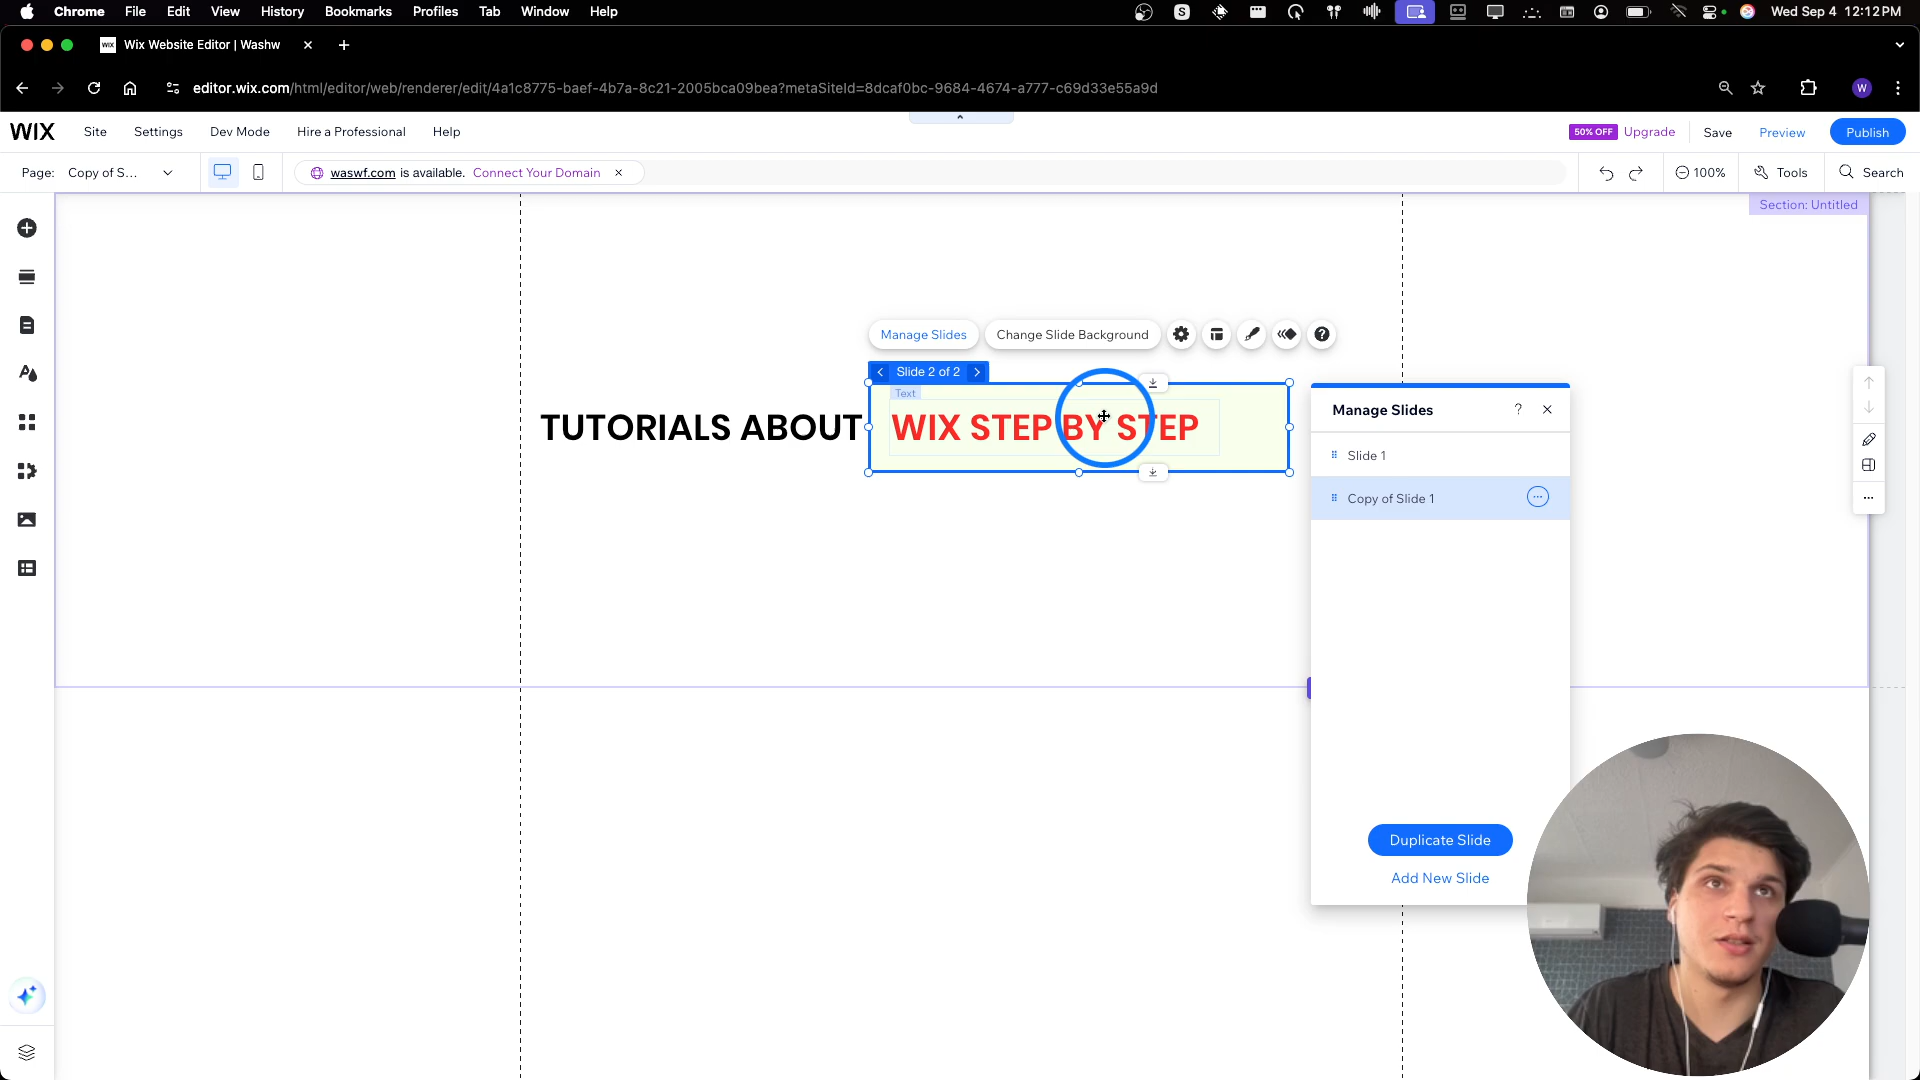 Chrome File Edit View History Bookmarks Profiles Tab Window Help
S
Wed Sep 4 12:12 PM
WIX Wix Website Editor | Washw
editor.wix.com/html/editor/web/renderer/edit/4a1c8775-baef-4b7a-8c21-2005bca09bea?metaSiteId=8dcaf0bc-9684-4674-a777-c69d33e55a9d
W
WIX Site Settings Dev Mode Hire a Professional Help
50% OFF Upgrade Save Preview Publish
Page: Copy of S...
waswf.com is available. Connect Your Domain
100% Tools Search
Section: Untitled
Manage Slides Change Slide Background
Slide 2 of 2
Text
TUTORIALS ABOUT WIX STEP BY STEP
Manage Slides ?
Slide 1
Copy of Slide 1
Duplicate Slide
Add New Slide